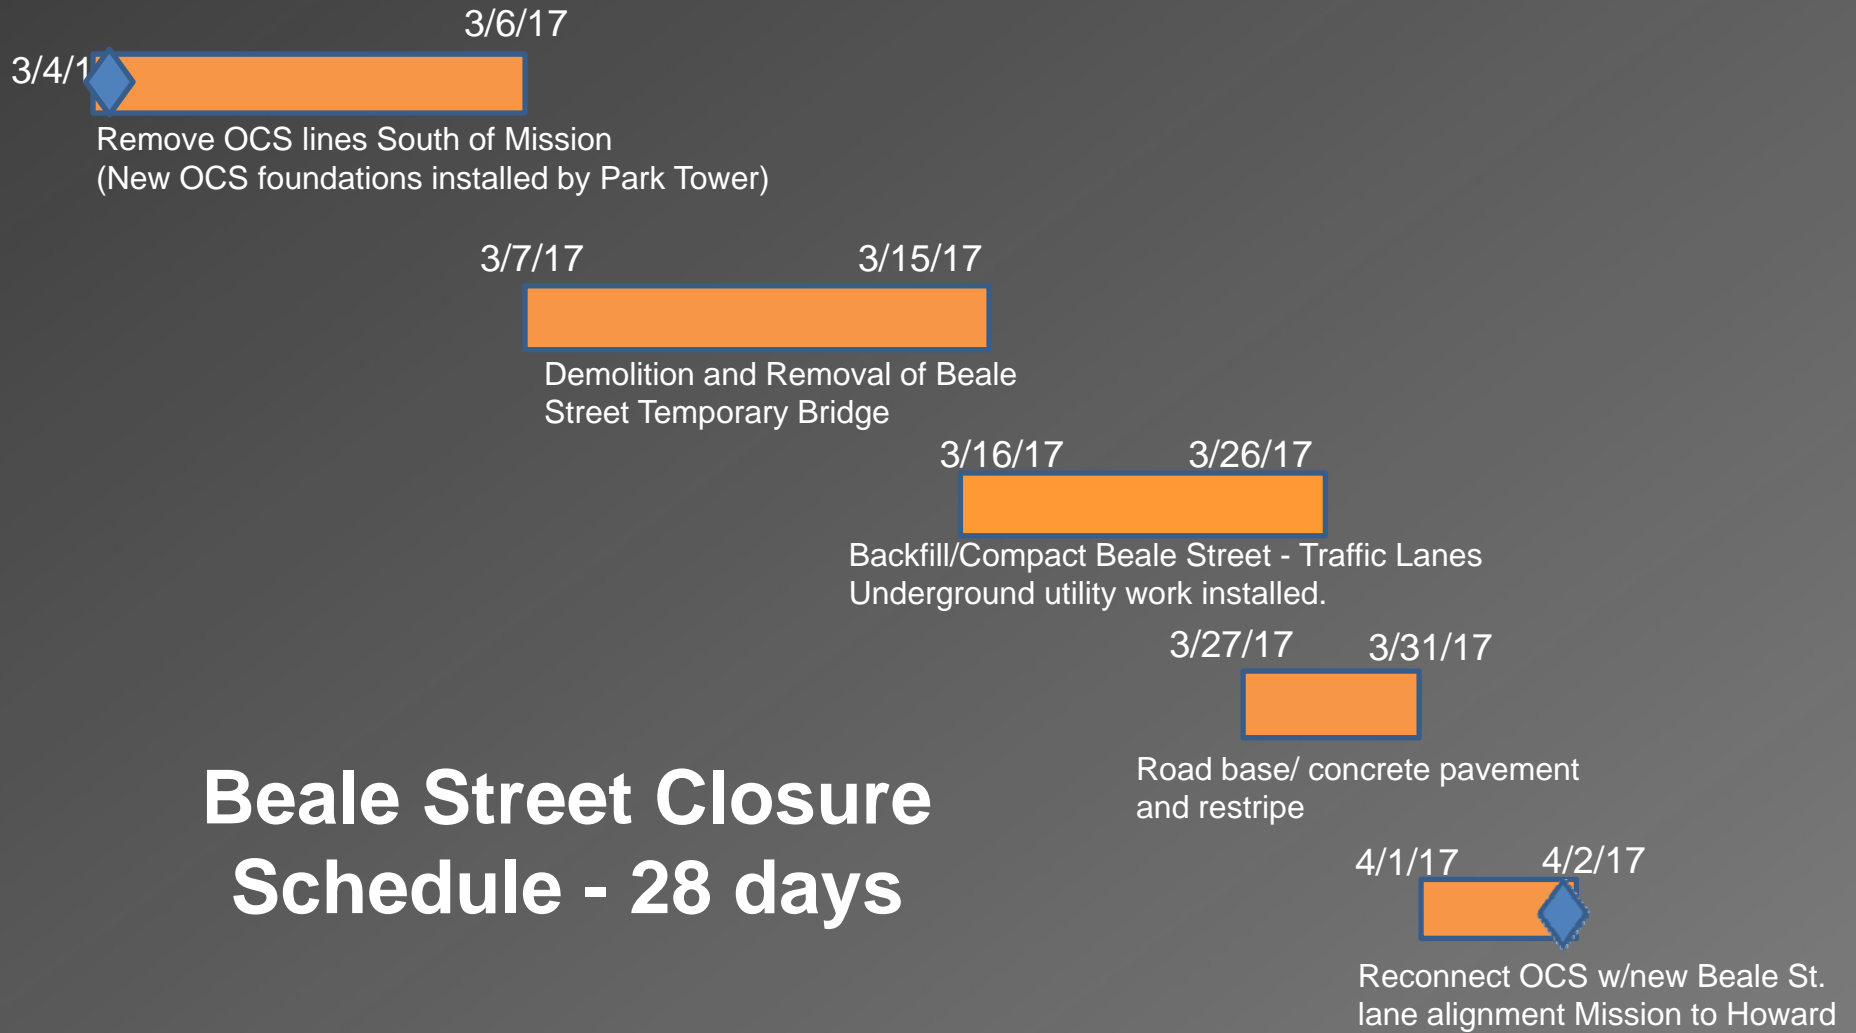 3/6/17
3/4/1
Remove OCS lines South of Mission
(New OCS foundations installed by Park Tower)
3/7/17 3/15/17
Demolition and Removal of Beale
Street Temporary Bridge
3/16/17 3/26/17
Backfill/Compact Beale Street - Traffic Lanes
Underground utility work installed.
3/27/17 3/31/17
Road base/ concrete pavement
and restripe
Beale Street Closure
Schedule - 28 days
4/1/17 4/2/17
Reconnect OCS w/new Beale St.
lane alignment Mission to Howard